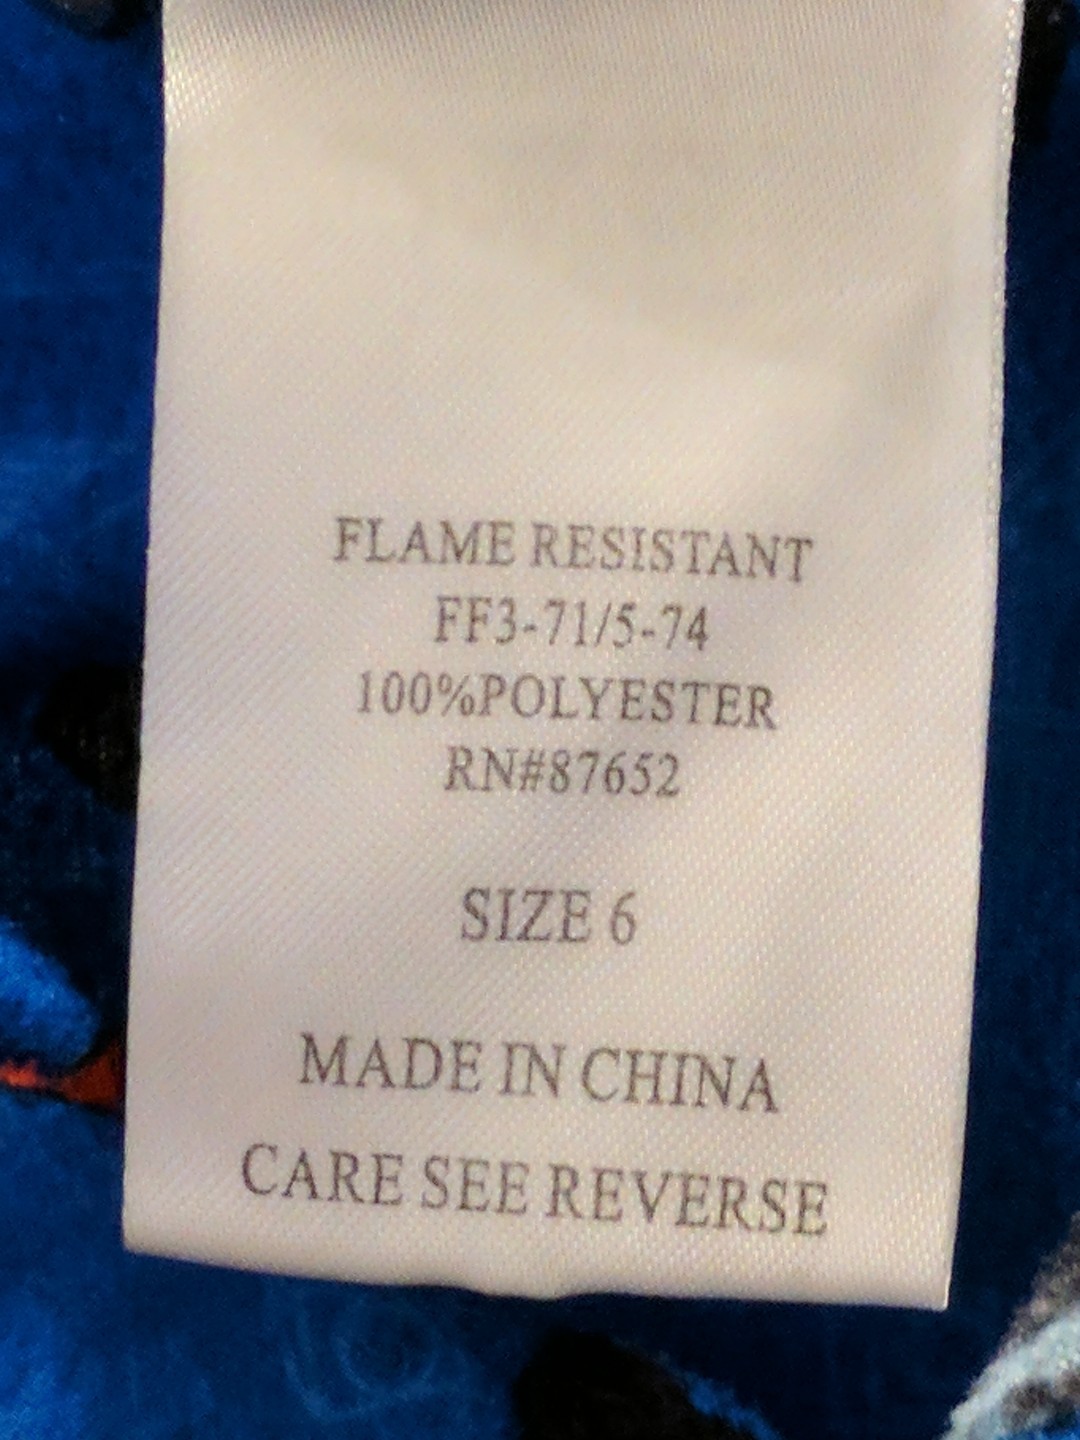 FLAME RESISTANT
FF3-71/5-74
100%POLYESTER
RN#87652
SIZE 6
MADE IN CHINA
CARE SEE REVERSE